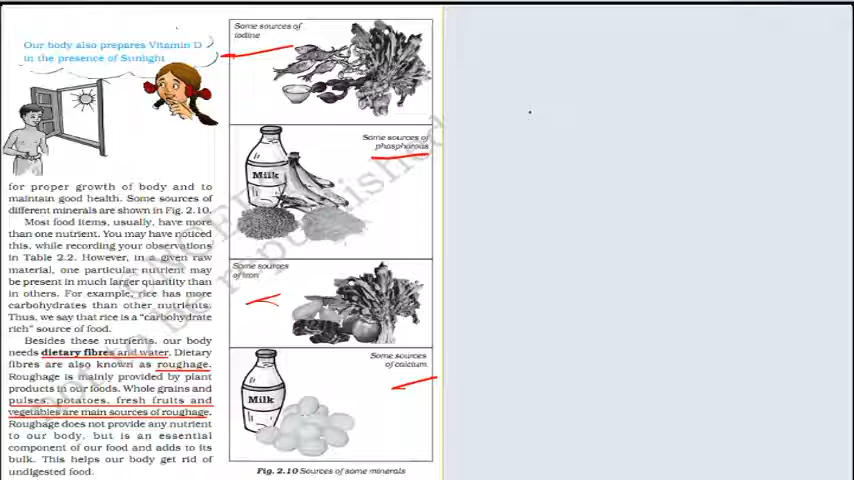 Our body also prepares Vitamin D
in the presence of Sunlight
for proper growth of body and to
maintain good health. Some sources of
different minerals are shown in Fig. 2.10.
Most food items, usually, have more
than one nutrient. You may have noticed
this, while recording your observations
in Table 2.2. However, in a given raw
material, one particular nutrient may
be present in much larger quantity than
in others. For example, rice has more
carbohydrates than other nutrients.
Thus, we say that rice is a "carbohydrate
rich" source of food.
Besides these nutrients, our body
needs dietary fibres and water. Dietary
fibres are also known as roughage.
Roughage is mainly provided by plant
products in our foods. Whole grains and
pulses, potatoes, fresh fruits and
vegetables are main sources of roughage.
Roughage does not provide any nutrient
to our body, but is an essential
component of our food and adds to its
bulk. This helps our body get rid of
undigested food.
Some sources of
iodine
Some sources of
phosphorous
Milk
Some sources
of iron
Some sources
of calcium
Milk
Fig. 2.10 Sources of some minerals
not to be republished